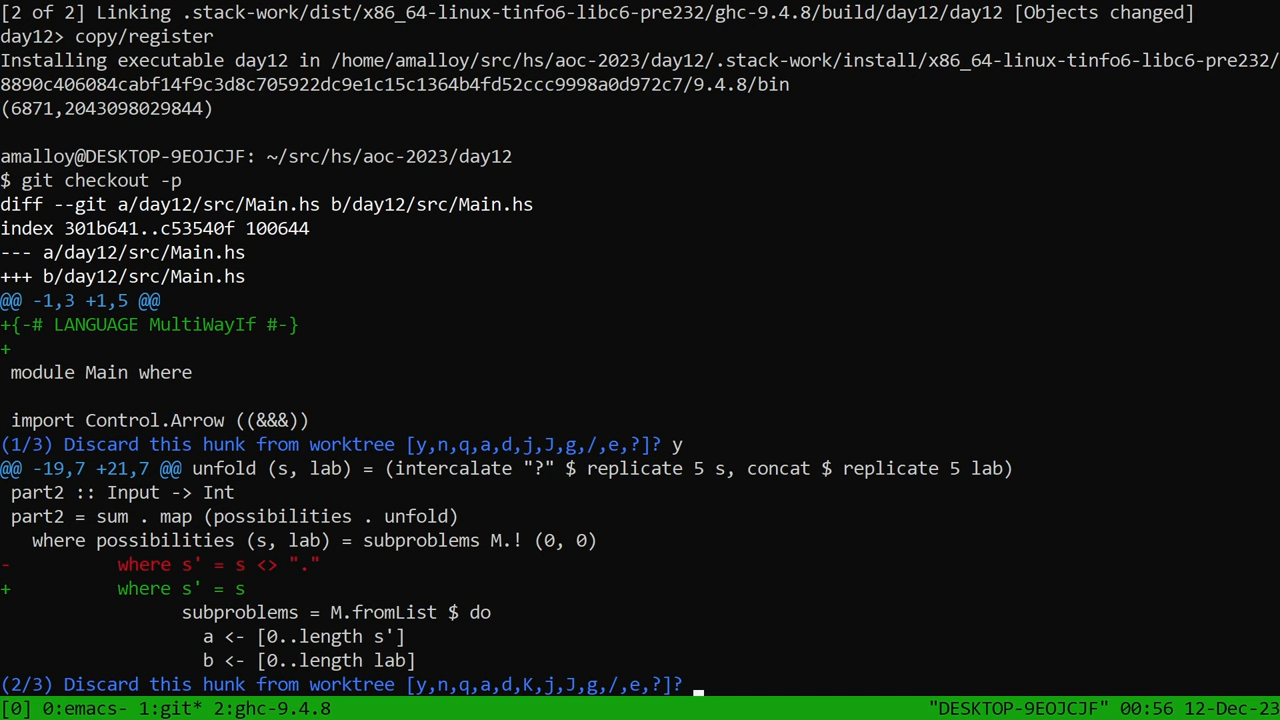 [2 of 2] Linking .stack-work/dist/x86_64-linux-tinfo6-libc6-pre232/ghc-9.4.8/build/day12/day12 [Objects changed]
day12> copy/register
Installing executable day12 in /home/amalloy/src/hs/aoc-2023/day12/.stack-work/install/x86_64-linux-tinfo6-libc6-pre232/
8890c406084cabf14f9c3d8c705922dc9e1c15c1364b4fd52ccc9998a0d972c7/9.4.8/bin
(6871,2043098029844)
amalloy@DESKTOP-9EOJCJF: ~/src/hs/aoc-2023/day12
$ git checkout -p
diff --git a/day12/src/Main.hs b/day12/src/Main.hs
index 301b641..c53540f 100644
--- a/day12/src/Main.hs
+++ b/day12/src/Main.hs
@@ -1,3 +1,5 @@
+{-# LANGUAGE MultiWayIf #-}
+
 module Main where
 import Control.Arrow ((&&&))
(1/3) Discard this hunk from worktree [y,n,q,a,d,j,J,g,/,e,?]? y
@@ -19,7 +21,7 @@ unfold (s, lab) = (intercalate "?" $ replicate 5 s, concat $ replicate 5 lab)
 part2 :: Input -> Int
 part2 = sum . map (possibilities . unfold)
   where possibilities (s, lab) = subproblems M.! (0, 0)
-          where s' = s <> "."
+          where s' = s
                 subproblems = M.fromList $ do
                   a <- [0..length s']
                   b <- [0..length lab]
(2/3) Discard this hunk from worktree [y,n,q,a,d,K,j,J,g,/,e,?]?
[0] 0:emacs- 1:git* 2:ghc-9.4.8 "DESKTOP-9EOJCJF" 00:56 12-Dec-23